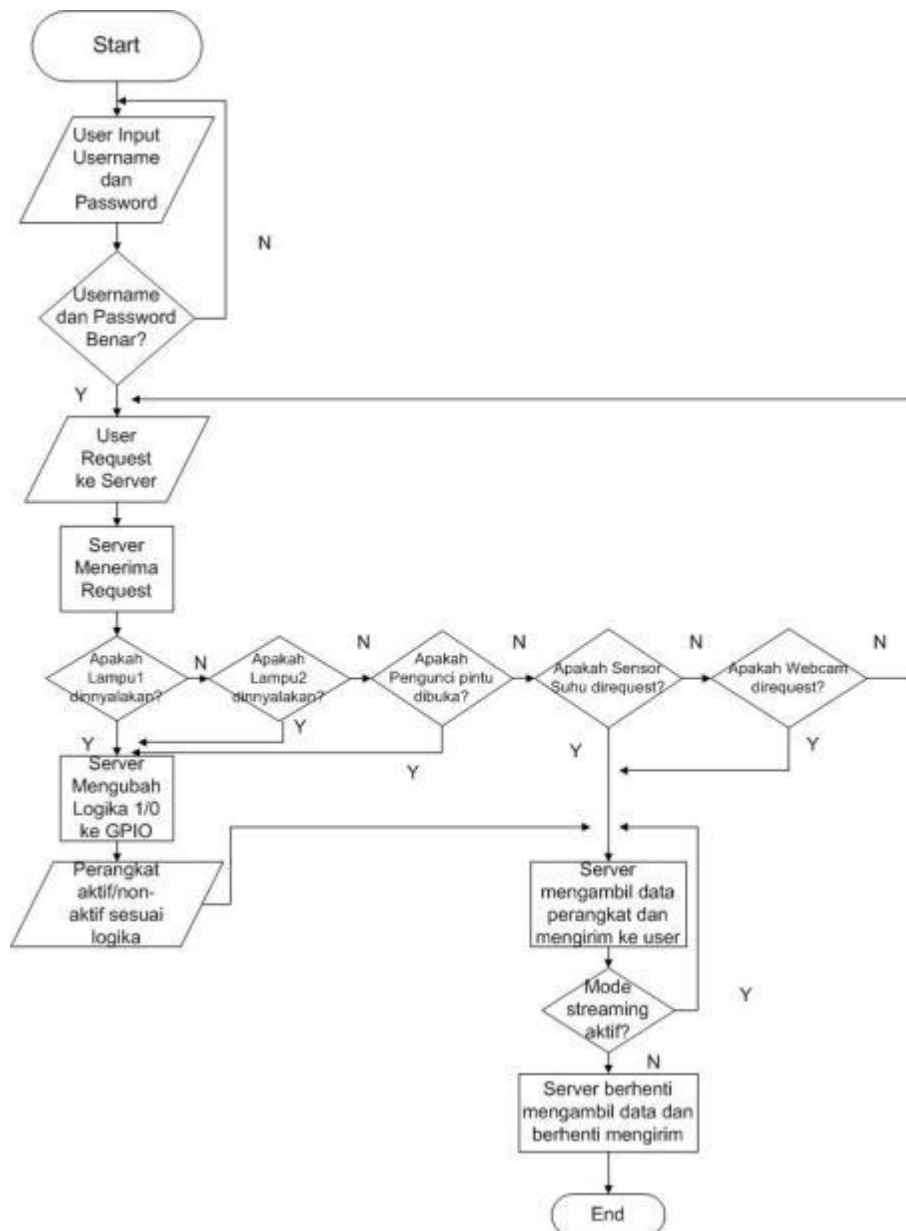 Start
User Input
Username
dan
Password
N
Username
dan Password
Benar?
Y
User
Request
ke Server
Server
Menerima
Request
Apakah
Lampu1
dinnyalakan?
N
Apakah
Lampu2
dinnyalakan?
N
Apakah
Pengunci pintu
dibuka?
N
Apakah Sensor
Suhu direquest?
N
Apakah Webcam
direquest?
N
Y
Y
Y
Y
Y
Server
Mengubah
Logika 1/0
ke GPIO
Perangkat
aktif/non-
aktif sesuai
logika
Server
mengambil data
perangkat dan
mengirim ke user
Mode
streaming
aktif?
Y
N
Server berhenti
mengambil data dan
berhenti mengirim
End